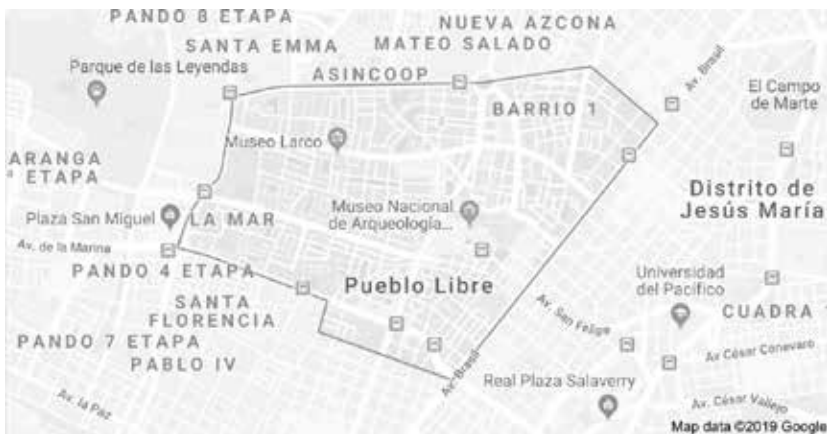 PANDO 8 ETAPA
NUEVA AZCONA
SANTA EMMA
MATEO SALADO
Parque de las Leyendas
ASINCOOP
Av. Brasil
El Campo
de Marte
BARRIO 1
Museo Larco
ARANGA
ETAPA
Distrito de
Jesús María
Plaza San Miguel
LA MAR
Museo Nacional
de Arqueología...
Av. de la Marina
PANDO 4 ETAPA
Pueblo Libre
Universidad
del Pacífico
SANTA
FLORENCIA
Av. San Felipe
CUADRA
PANDO 7 ETAPA
PABLO IV
Av. Brasil
Av César Canevaro
Real Plaza Salaverry
Av. la Paz
Av. César Vallejo
Map data ©2019 Google